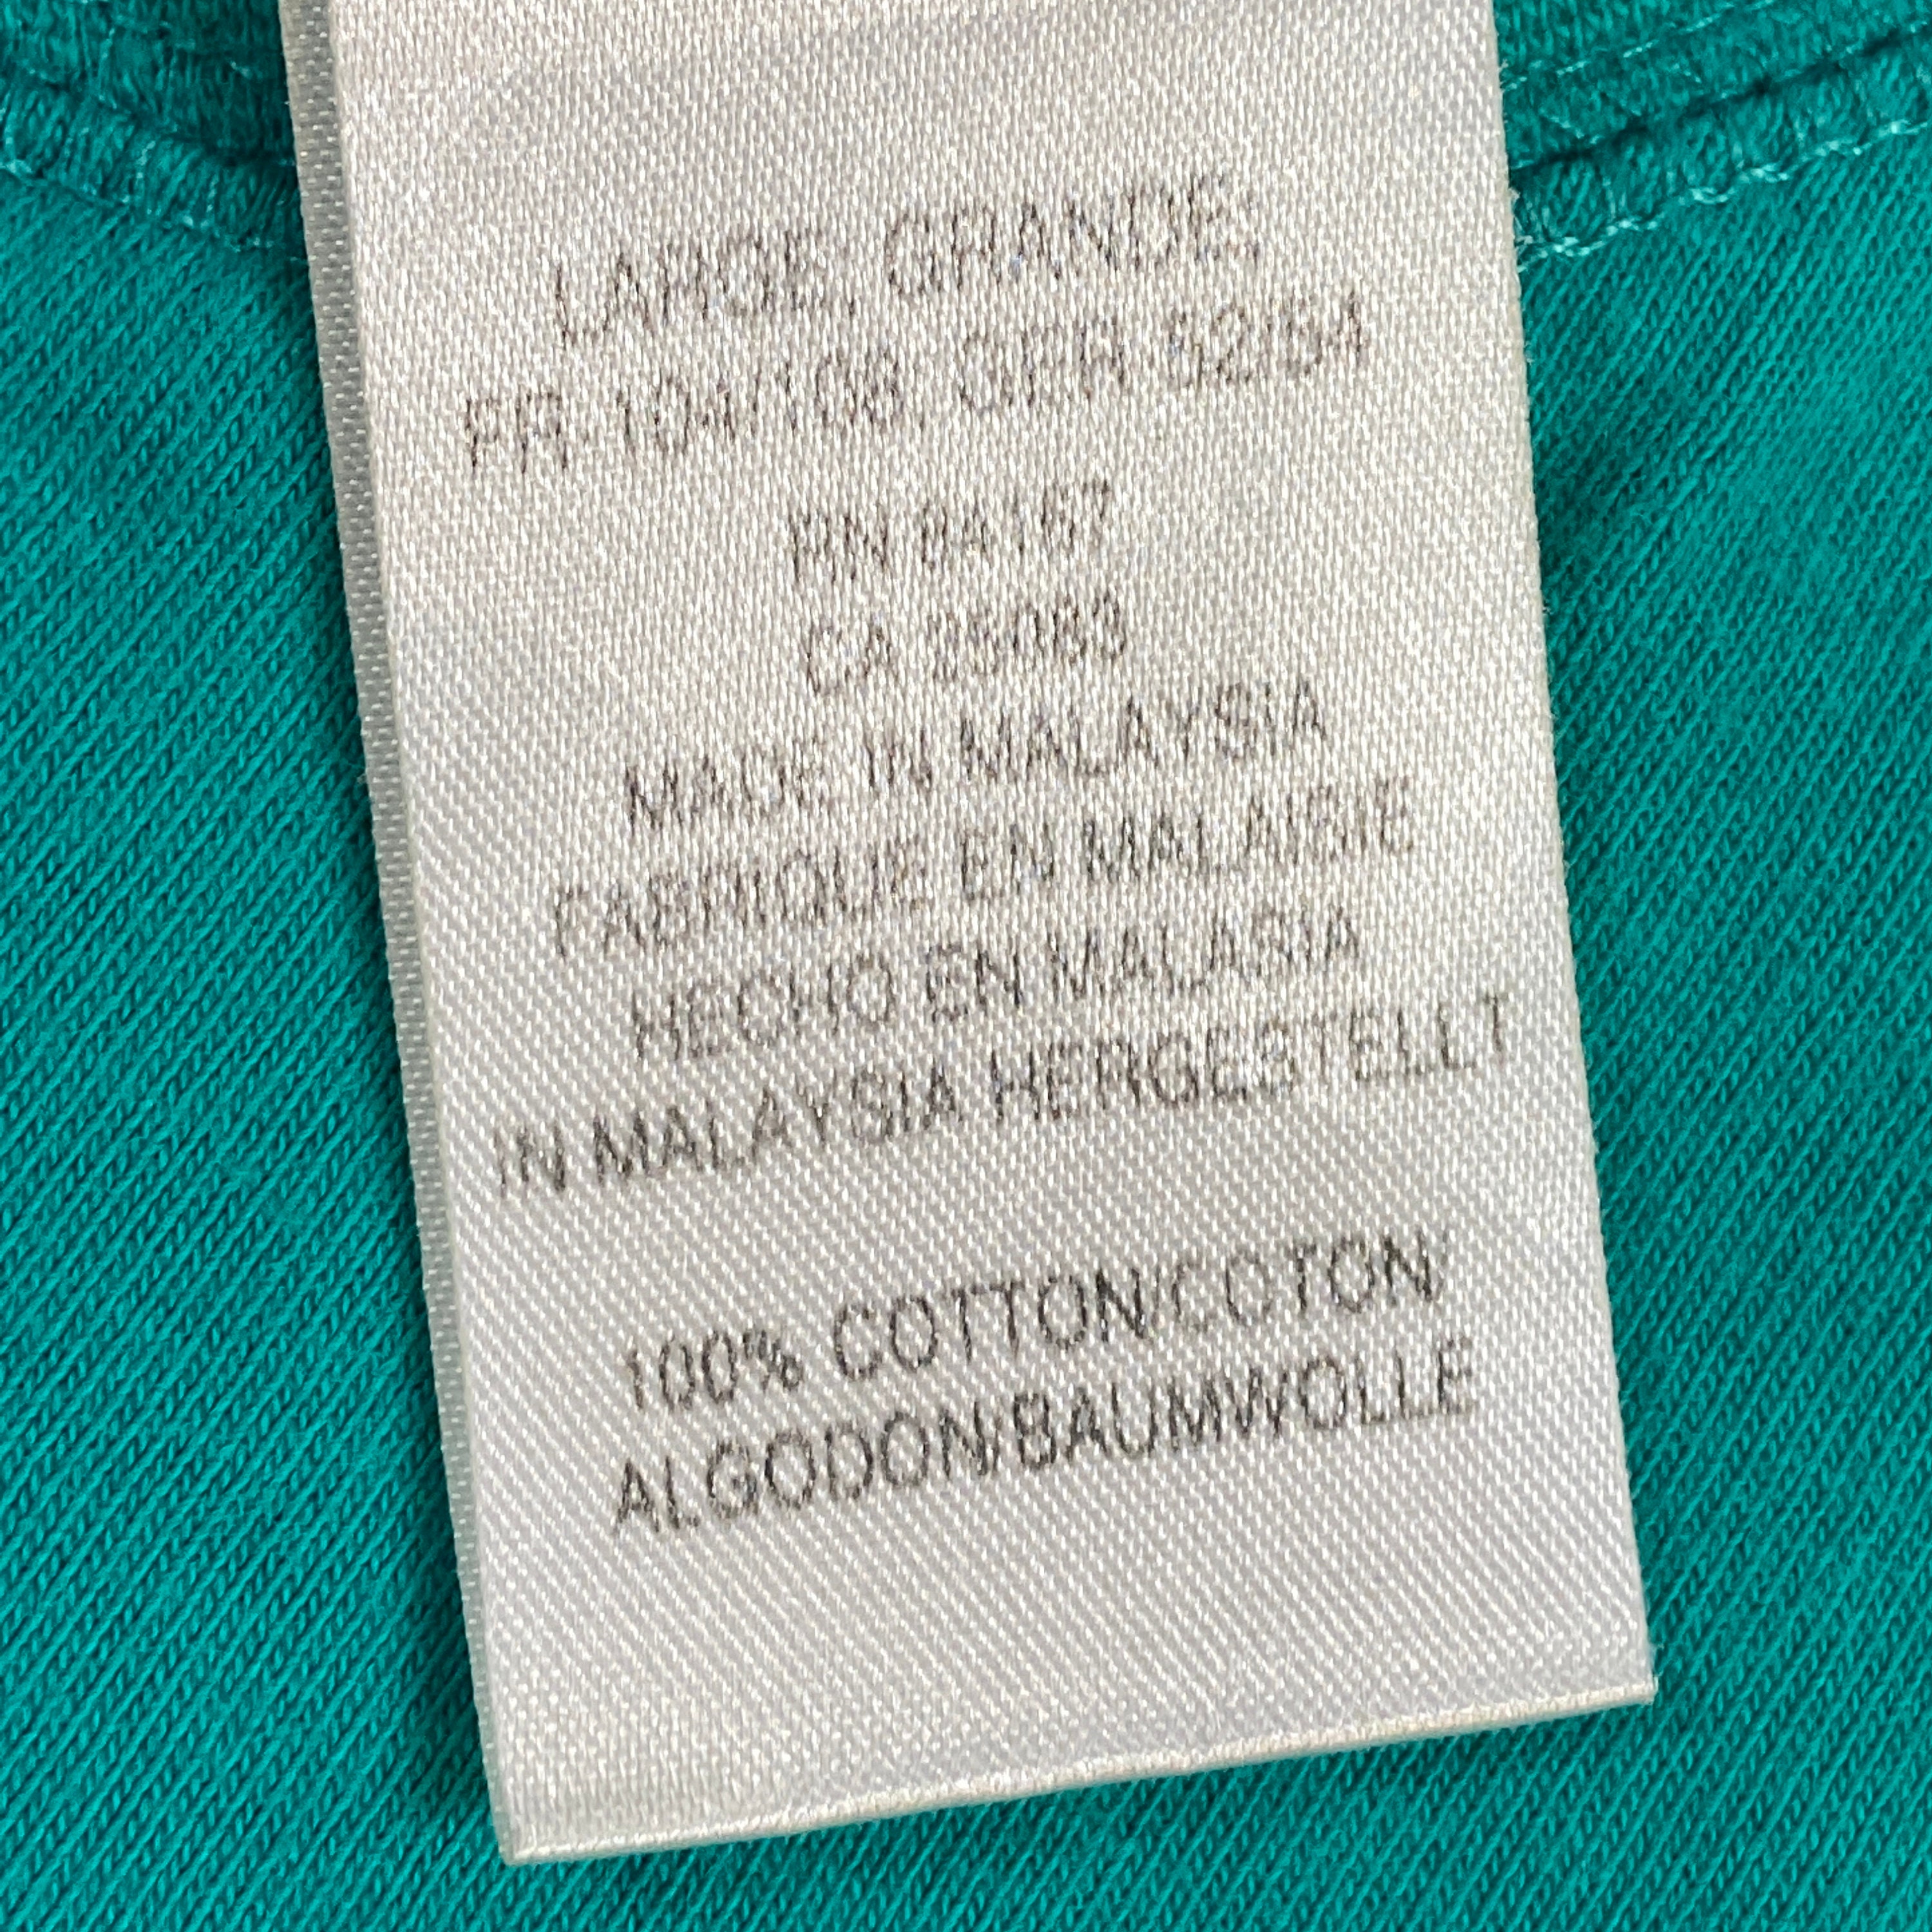 LARGE, GRANDE,
FR-104/108, GER 52/54
RN 84167
CA 25083
MADE IN MALAYSIA
FABRIQUE EN MALAISIE
HECHO EN MALASIA
IN MALAYSIA HERGESTELLT
100% COTTON/COTON/
ALGODON/BAUMWOLLE